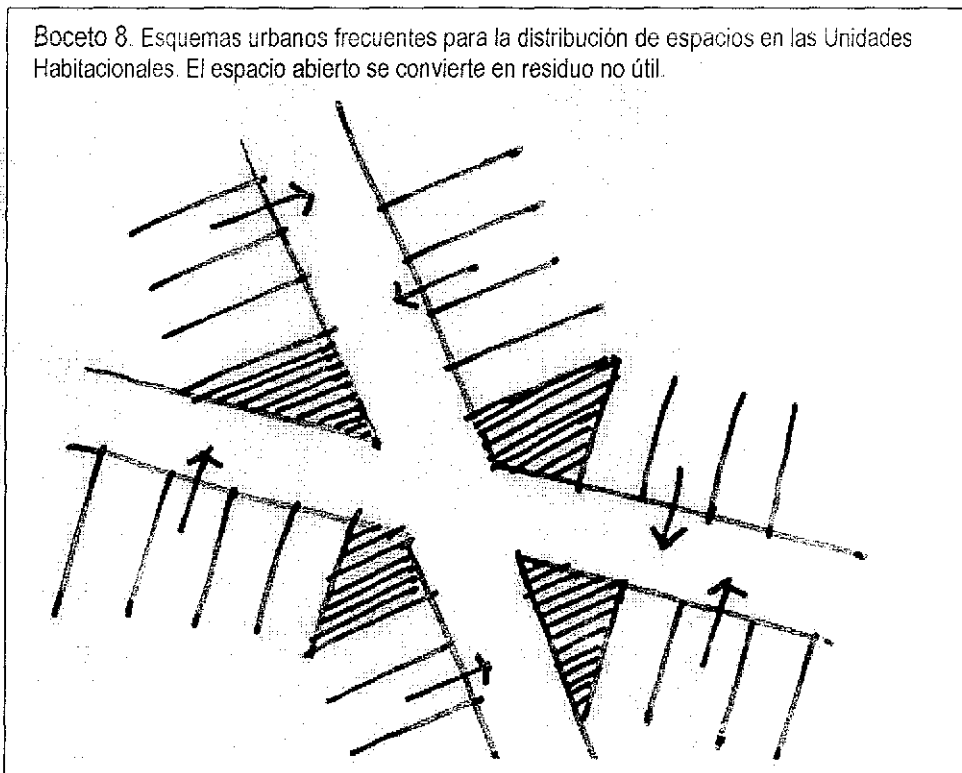 Boceto 8. Esquemas urbanos frecuentes para la distribución de espacios en las Unidades
Habitacionales. El espacio abierto se convierte en residuo no útil.